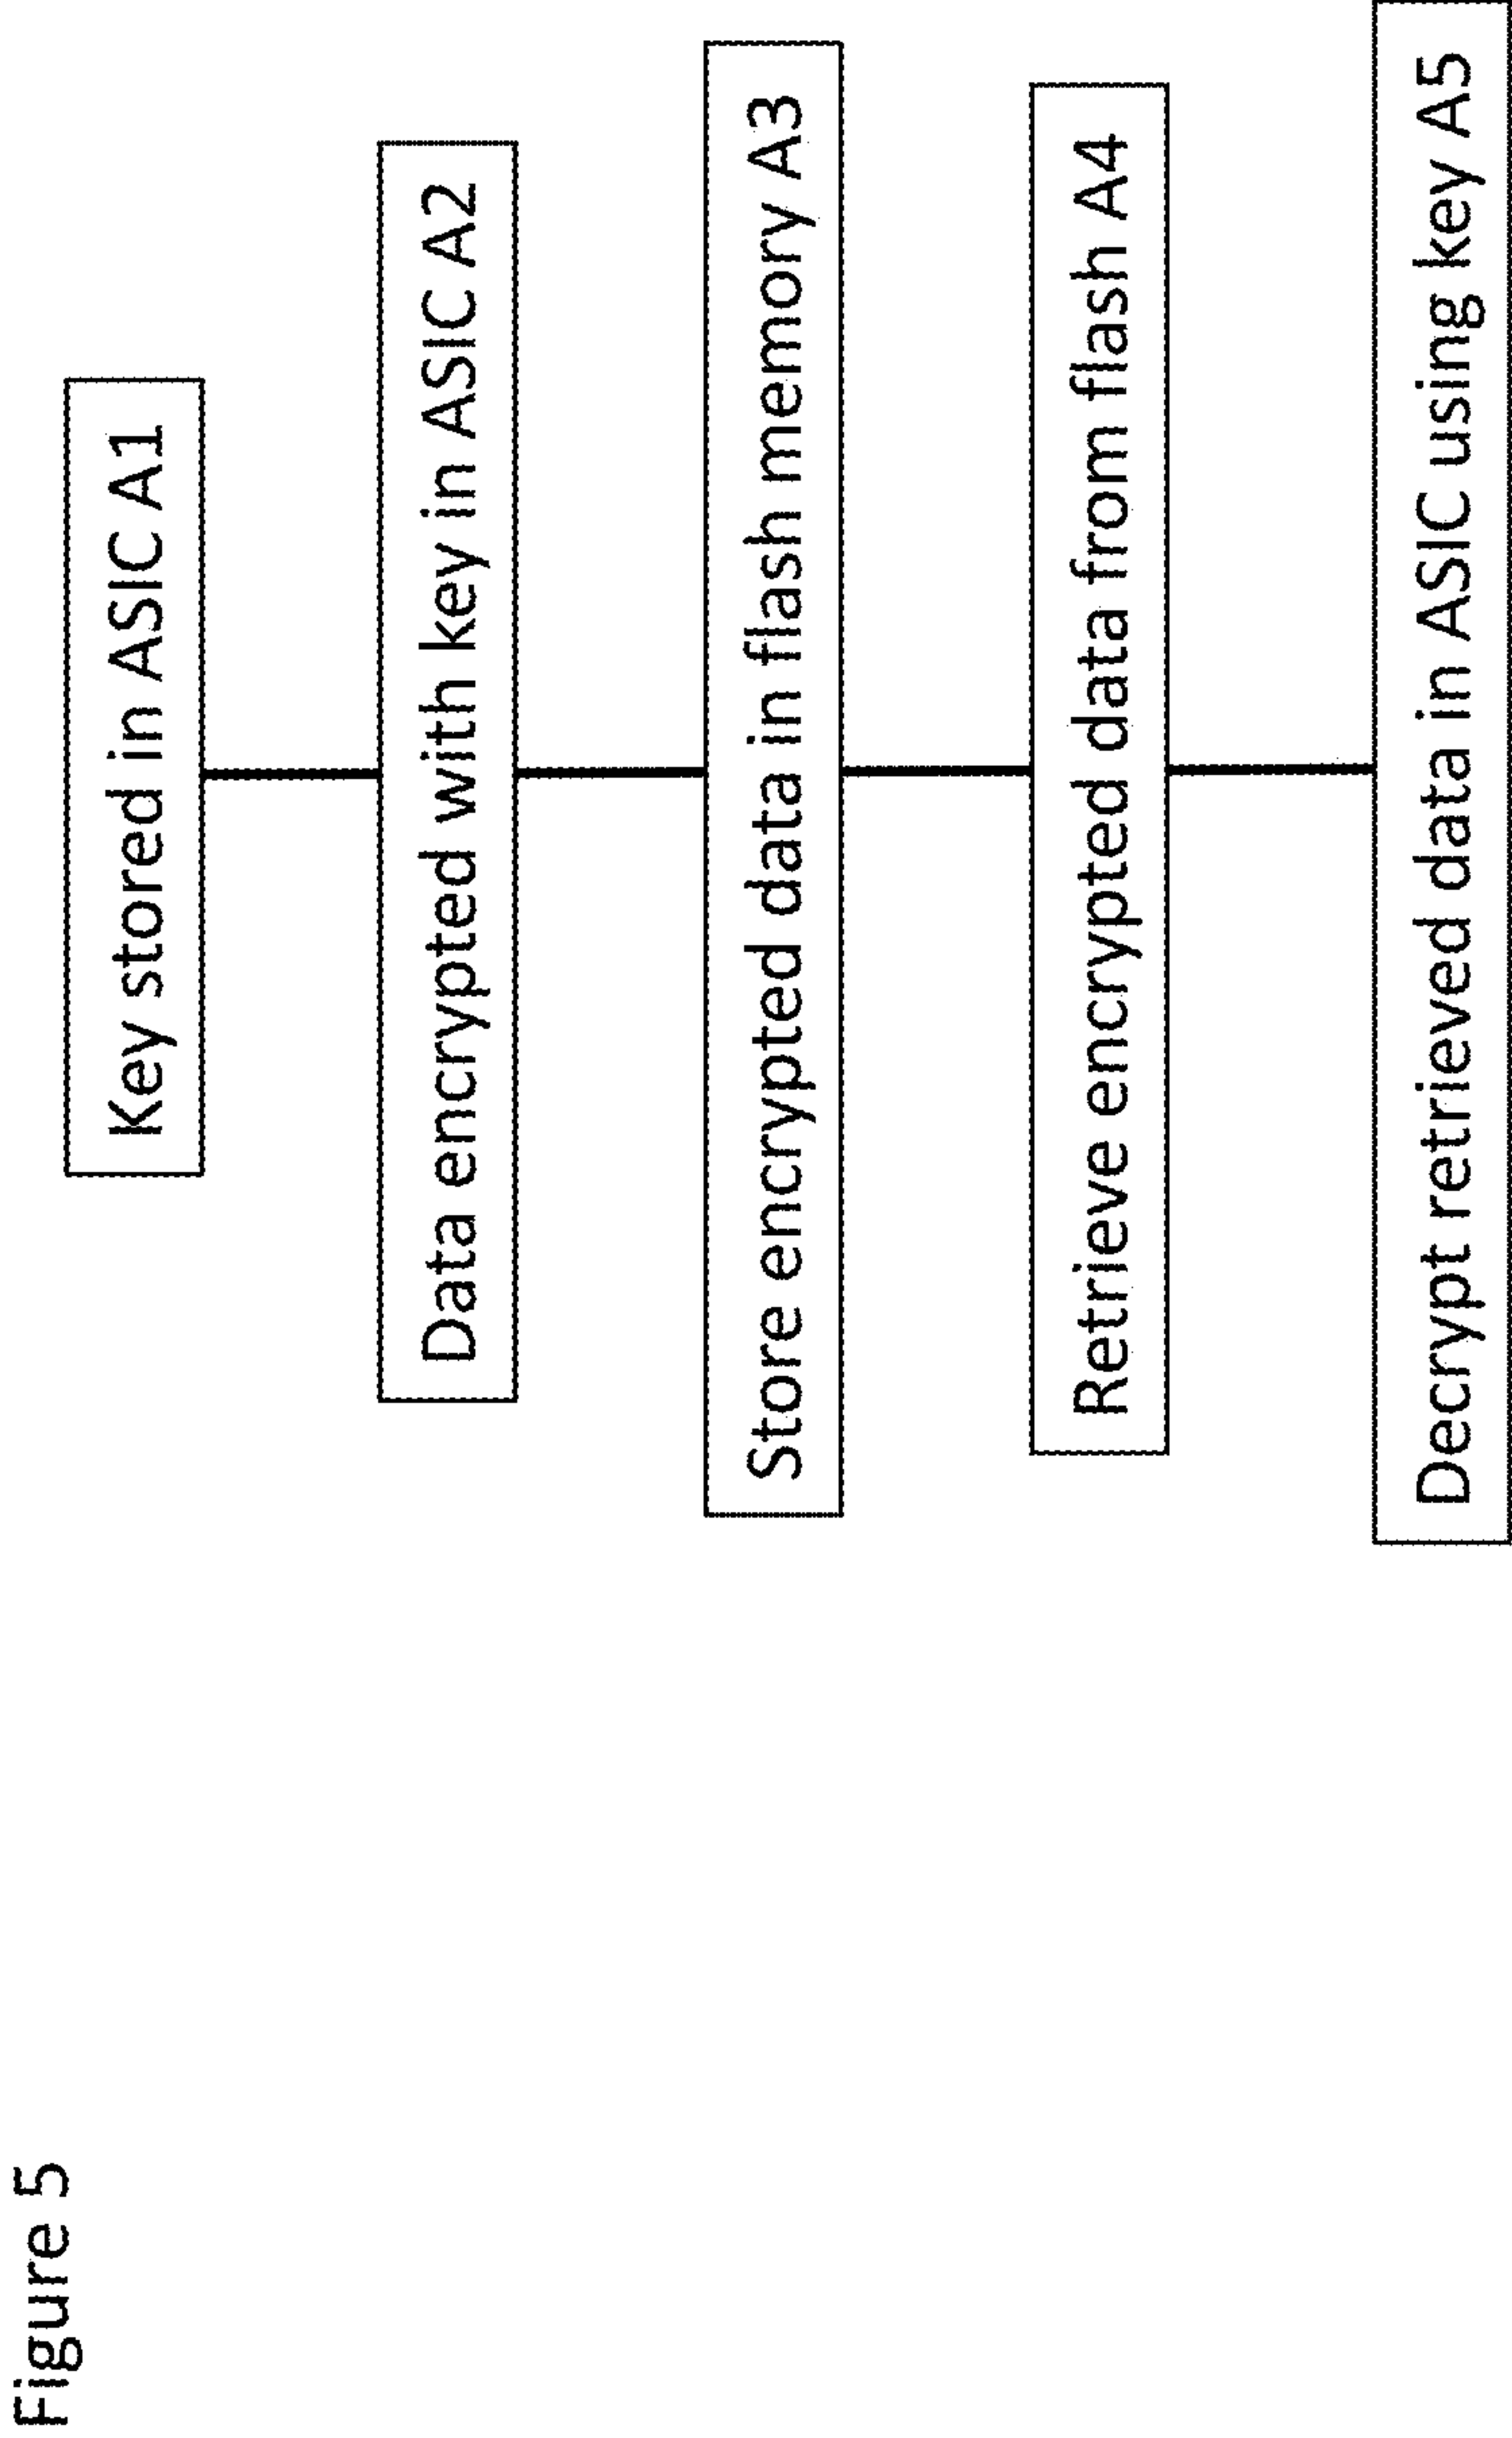 Figure 5
Key stored in ASIC A1
Data encrypted with key in ASIC A2
Store encrypted data in flash memory A3
Retrieve encrypted data from flash A4
Decrypt retrieved data in ASIC using key A5